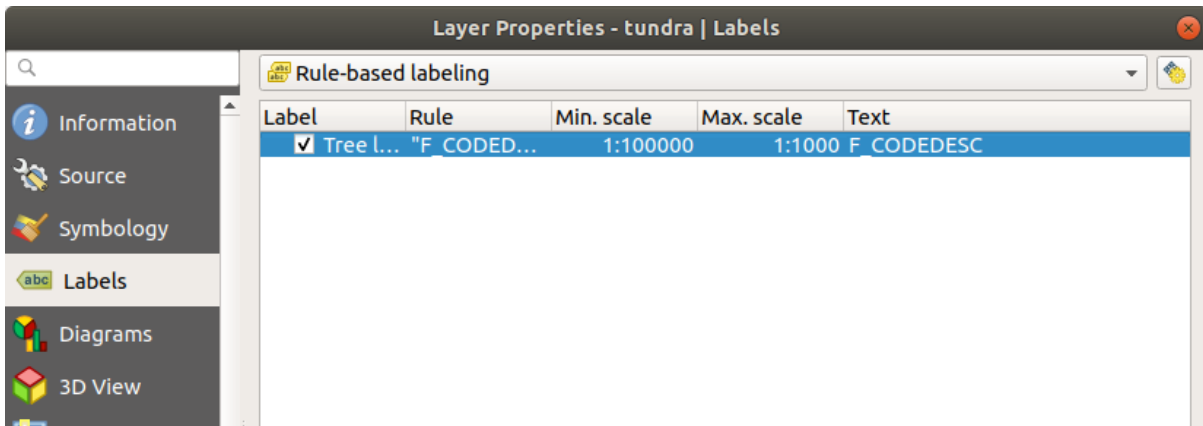 Layer Properties - tundra | Labels
Rule-based labeling
Information
Source
Symbology
abc Labels
Diagrams
3D View
Label Rule Min. scale Max. scale Text
Tree l... "F_CODED... 1:100000 1:1000 F_CODEDESC